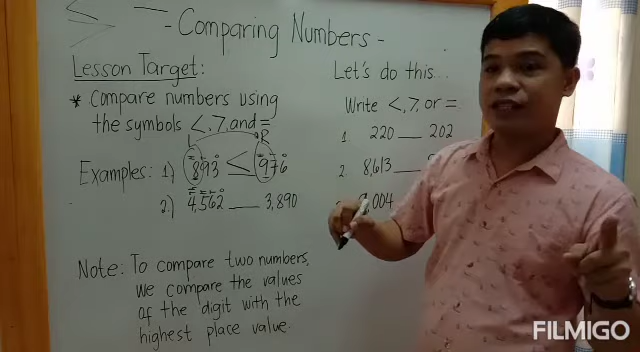 - Comparing Numbers -
Lesson Target:
* Compare numbers using
the symbols <, >, and =
Examples: 1) 893 < 976
2) 4,562 ___ 3,890
Note: To compare two numbers,
we compare the values
of the digit with the
highest place value.
Let's do this...
Write <, >, or =
1. 220 ___ 202
2. 8,613 ___
,004
FILMIGO